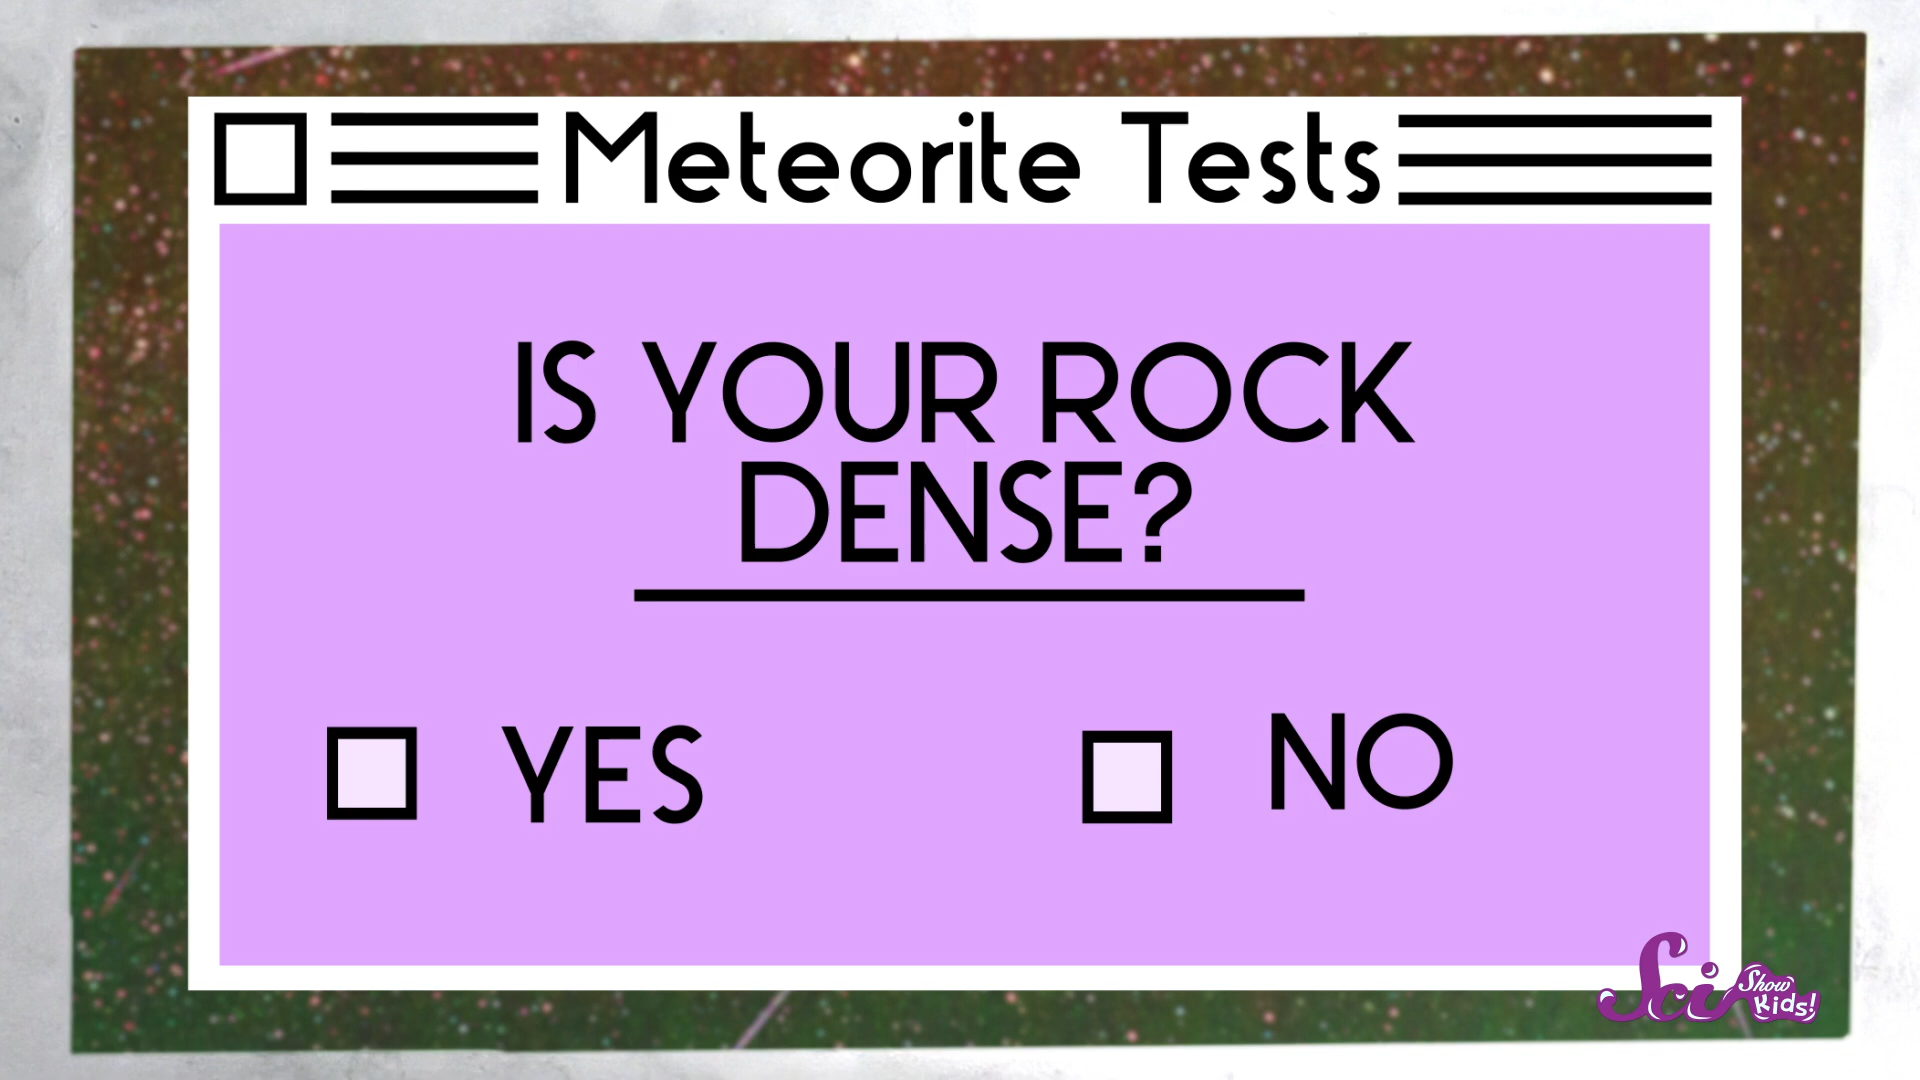 Meteorite Tests
IS YOUR ROCK
DENSE?
YES
NO
Sci
Show
Kids!